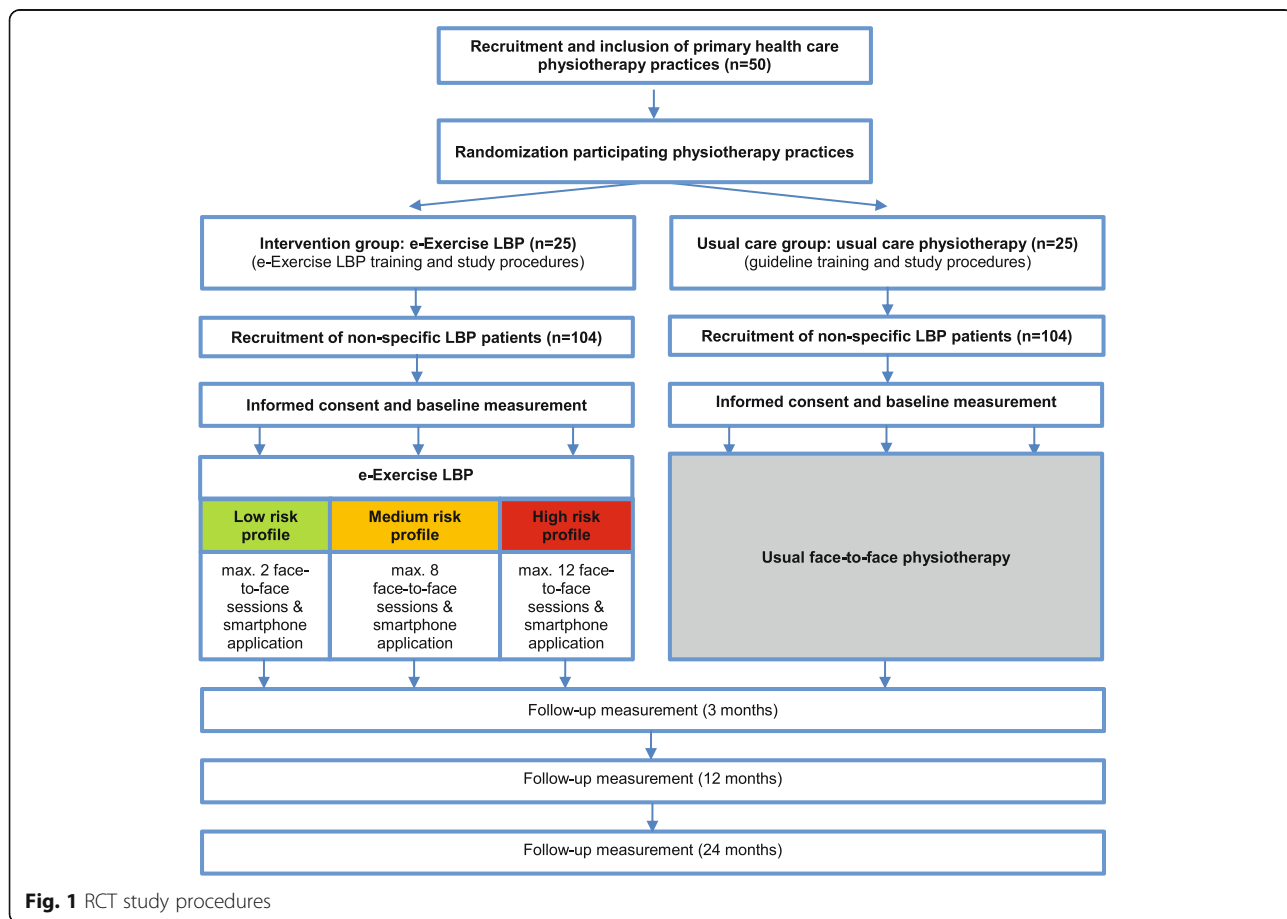 Recruitment and inclusion of primary health care
physiotherapy practices (n=50)
Randomization participating physiotherapy practices
Intervention group: e-Exercise LBP (n=25)
(e-Exercise LBP training and study procedures)
Usual care group: usual care physiotherapy (n=25)
(guideline training and study procedures)
Recruitment of non-specific LBP patients (n=104)
Recruitment of non-specific LBP patients (n=104)
Informed consent and baseline measurement
Informed consent and baseline measurement
e-Exercise LBP
Low risk
profile
Medium risk
profile
High risk
profile
max. 2 face-
to-face
sessions &
smartphone
application
max. 8
face-to-face
sessions &
smartphone
application
max. 12 face-
to-face
sessions &
smartphone
application
Usual face-to-face physiotherapy
Follow-up measurement (3 months)
Follow-up measurement (12 months)
Follow-up measurement (24 months)
Fig. 1 RCT study procedures